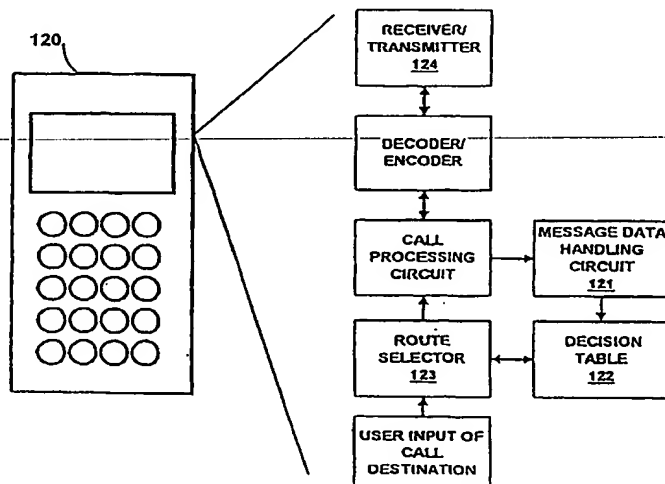 120
RECEIVER/
TRANSMITTER
124
DECODER/
ENCODER
CALL
PROCESSING
CIRCUIT
MESSAGE DATA
HANDLING
CIRCUIT
121
ROUTE
SELECTOR
123
DECISION
TABLE
122
USER INPUT OF
CALL
DESTINATION